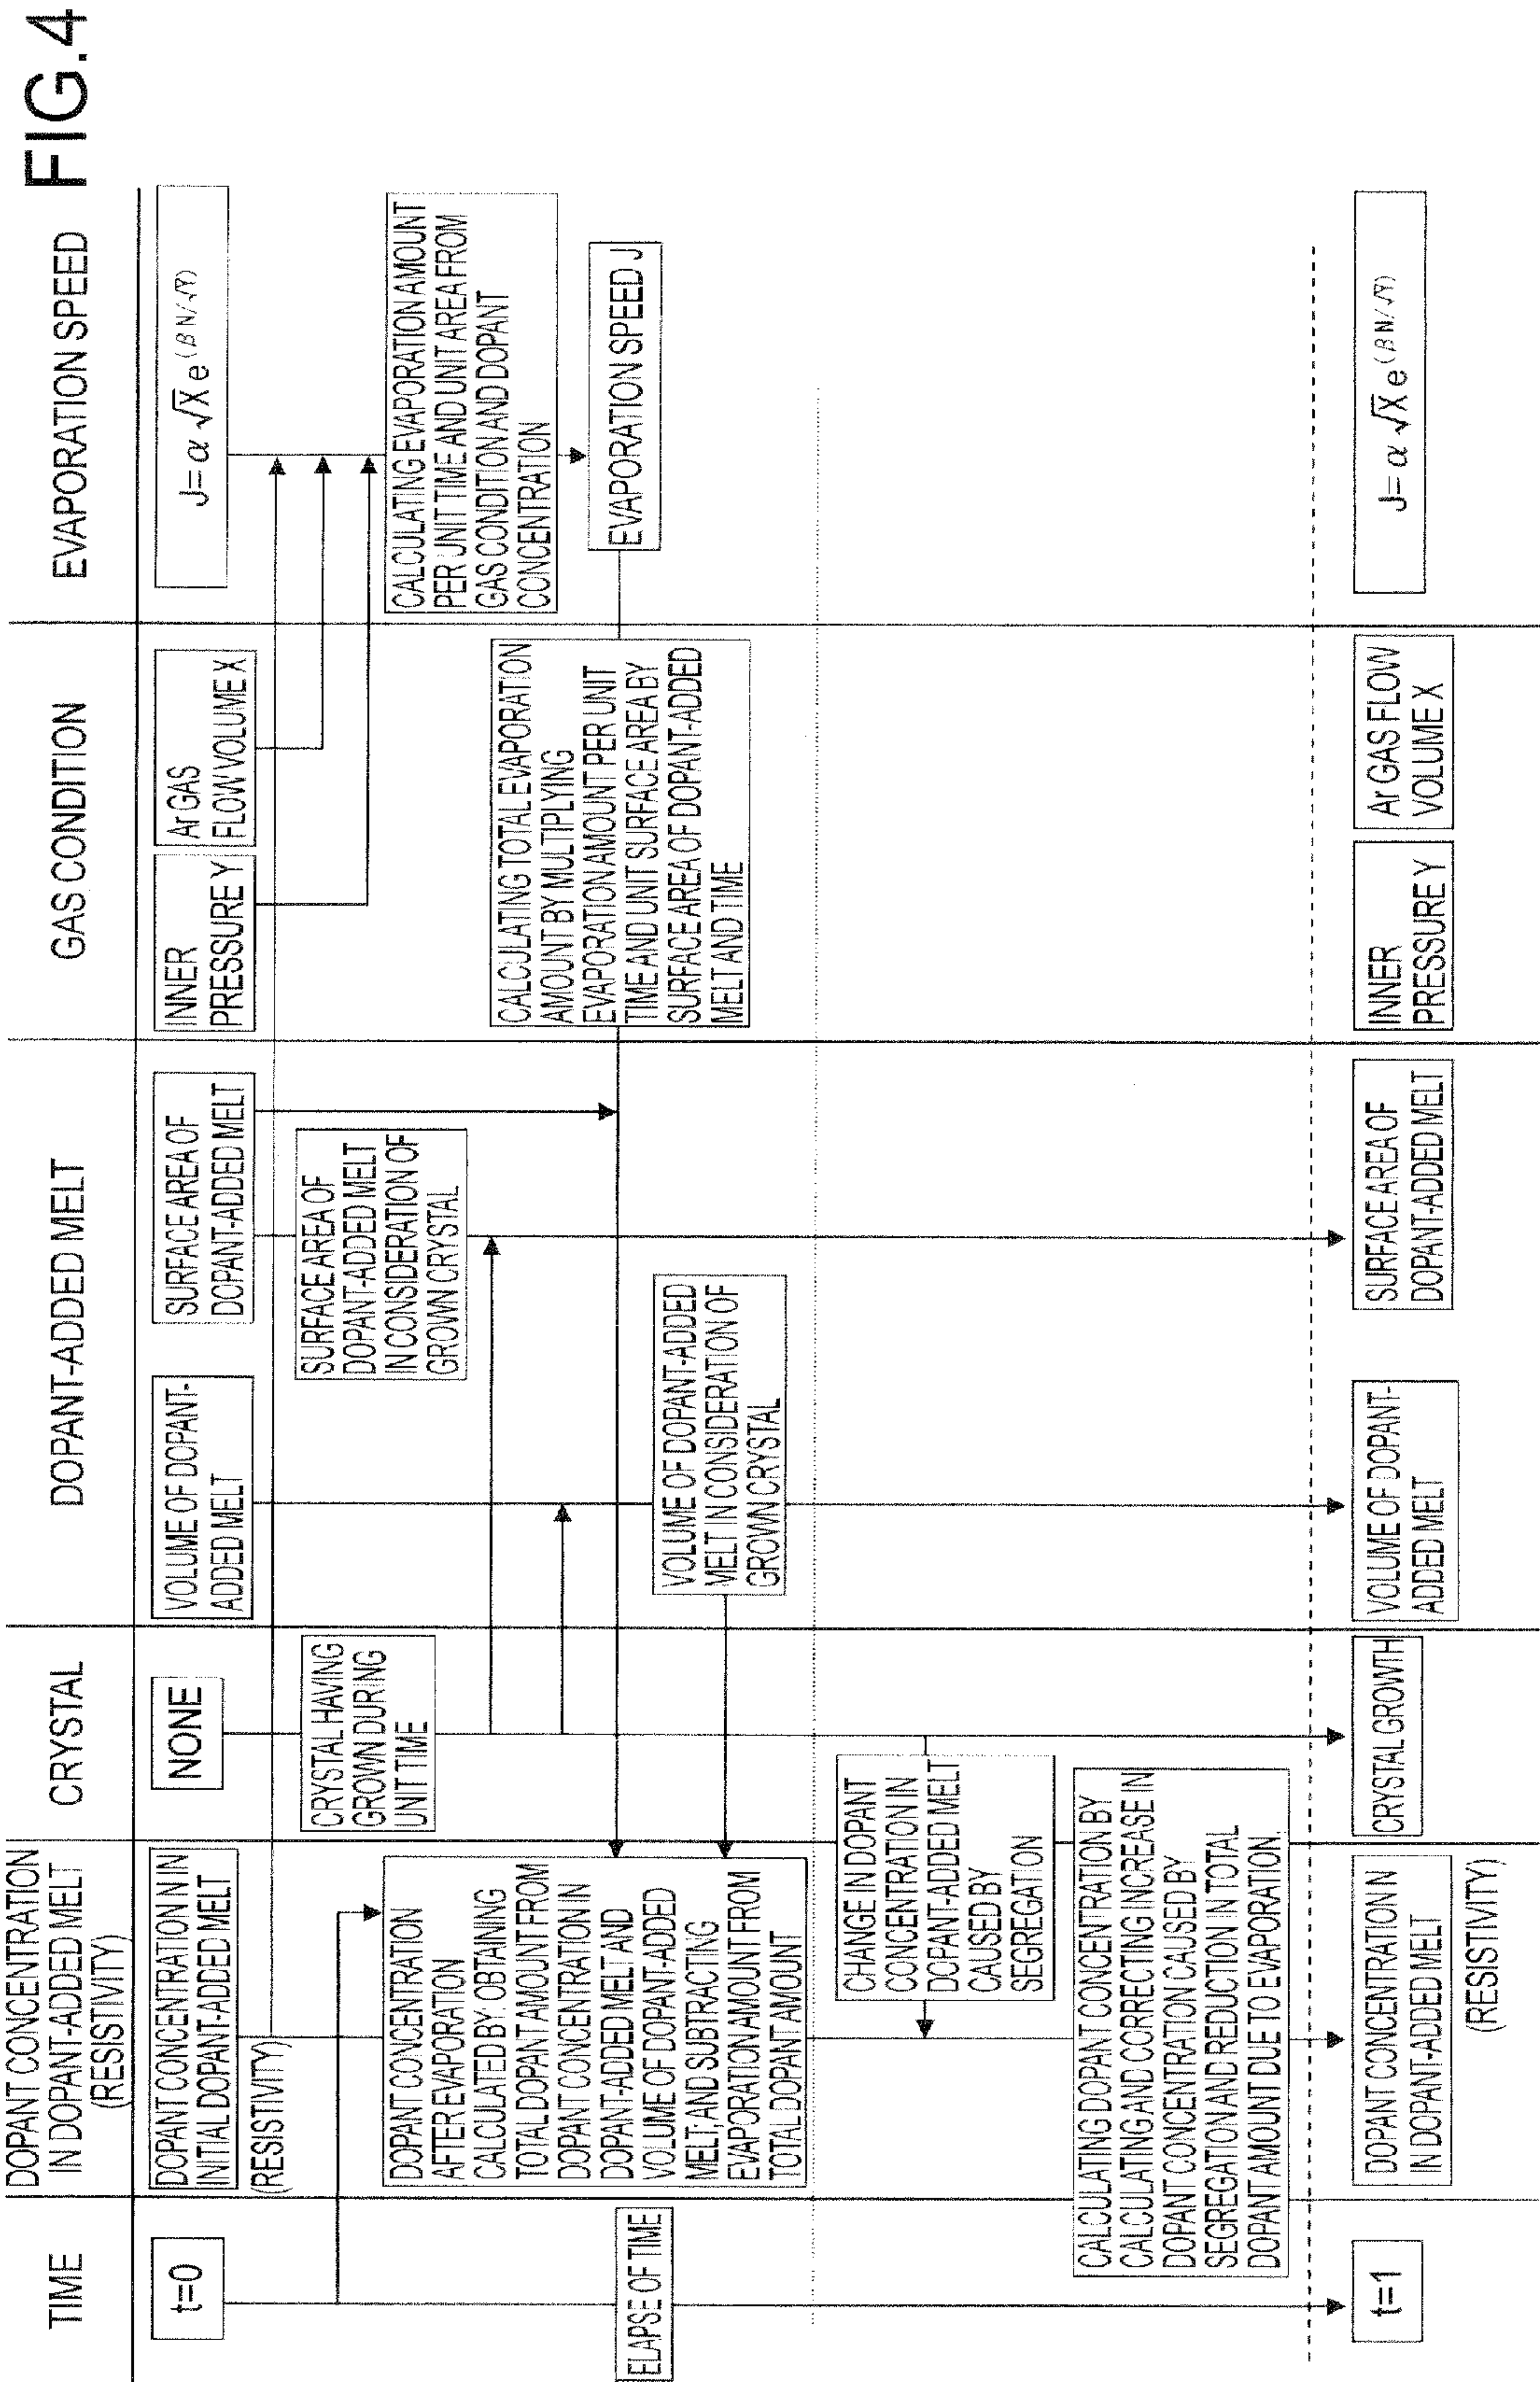 FIG.4
TIME
DOPANT CONCENTRATION
IN DOPANT-ADDED MELT
(RESISTIVITY)
CRYSTAL
DOPANT-ADDED MELT
GAS CONDITION
EVAPORATION SPEED
t=0
DOPANT CONCENTRATION N IN
INITIAL DOPANT-ADDED MELT
(RESISTIVITY)
NONE
VOLUME OF DOPANT-
ADDED MELT
SURFACE AREA OF
DOPANT-ADDED MELT
INNER
PRESSURE Y
Ar GAS
FLOW VOLUME X
J= α √X e^(β N/√Y)
CRYSTAL HAVING
GROWN DURING
UNIT TIME
SURFACE AREA OF
DOPANT-ADDED MELT
IN CONSIDERATION OF
GROWN CRYSTAL
CALCULATING EVAPORATION AMOUNT
PER UNIT TIME AND UNIT AREA FROM
GAS CONDITION AND DOPANT
CONCENTRATION
DOPANT CONCENTRATION
AFTER EVAPORATION
CALCULATED BY: OBTAINING
TOTAL DOPANT AMOUNT FROM
DOPANT CONCENTRATION IN
DOPANT-ADDED MELT AND
VOLUME OF DOPANT-ADDED
MELT, AND SUBTRACTING
EVAPORATION AMOUNT FROM
TOTAL DOPANT AMOUNT
CALCULATING TOTAL EVAPORATION
AMOUNT BY MULTIPLYING
EVAPORATION AMOUNT PER UNIT
TIME AND UNIT SURFACE AREA BY
SURFACE AREA OF DOPANT-ADDED
MELT AND TIME
EVAPORATION SPEED J
ELAPSE OF TIME
VOLUME OF DOPANT-ADDED
MELT IN CONSIDERATION OF
GROWN CRYSTAL
CHANGE IN DOPANT
CONCENTRATION IN
DOPANT-ADDED MELT
CAUSED BY
SEGREGATION
CALCULATING DOPANT CONCENTRATION BY
CALCULATING AND CORRECTING INCREASE IN
DOPANT CONCENTRATION CAUSED BY
SEGREGATION AND REDUCTION IN TOTAL
DOPANT AMOUNT DUE TO EVAPORATION
t=1
DOPANT CONCENTRATION N
IN DOPANT-ADDED MELT
(RESISTIVITY)
CRYSTAL GROWTH
VOLUME OF DOPANT-
ADDED MELT
SURFACE AREA OF
DOPANT-ADDED MELT
INNER
PRESSURE Y
Ar GAS FLOW
VOLUME X
J= α √X e^(β N/√Y)